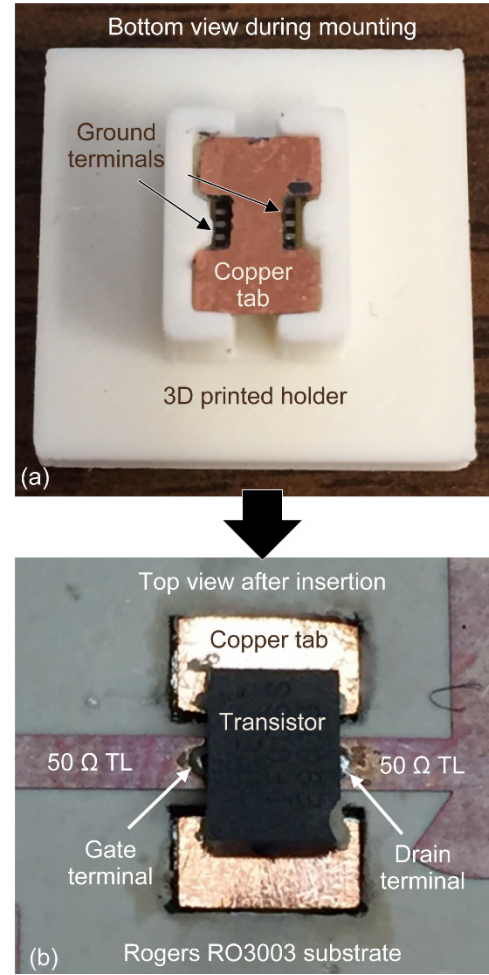 Bottom view during mounting
Ground
terminals
Copper
tab
3D printed holder
(a)
Top view after insertion
Copper tab
Transistor
50 Ω TL
50 Ω TL
Gate
terminal
Drain
terminal
(b)
Rogers RO3003 substrate